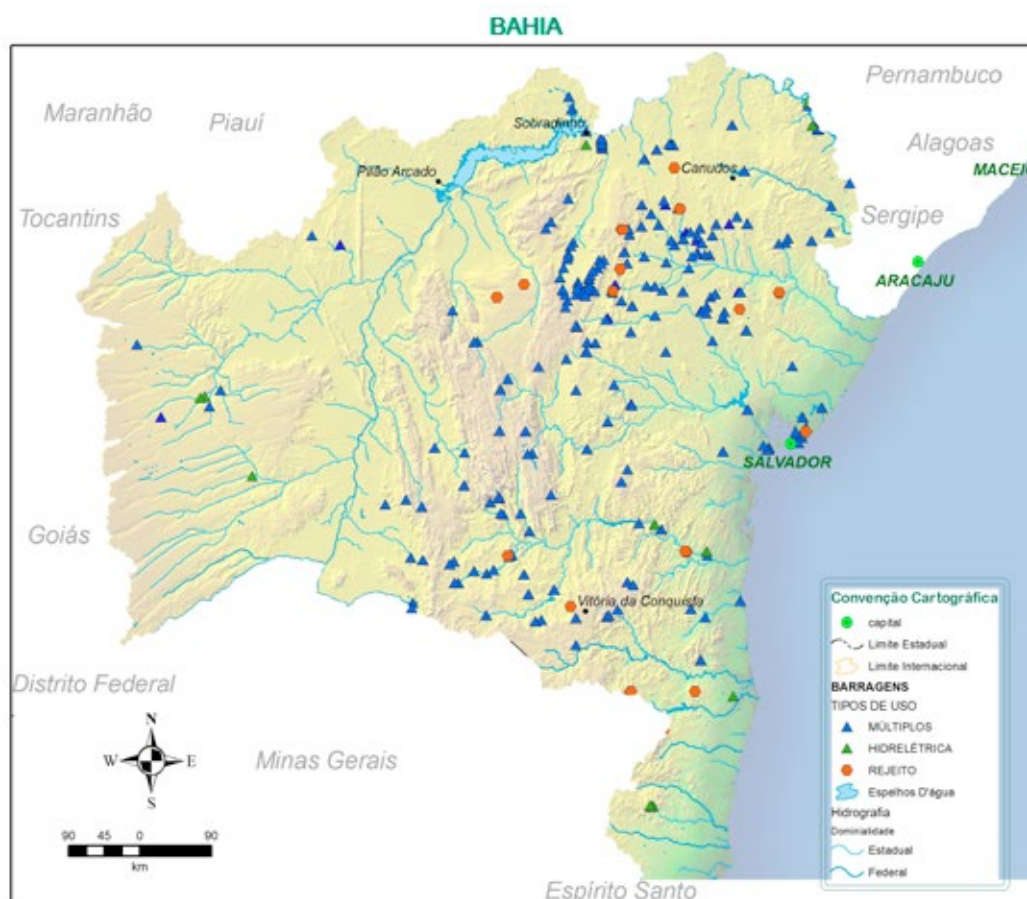 BAHIA
Pernambuco
Maranhão
Piauí
Sobradinho
Alagoas
Pilão Arcado
Canudos
MACEIO
Tocantins
Sergipe
ARACAJU
SALVADOR
Goiás
Vitória da Conquista
Distrito Federal
Minas Gerais
Espírito Santo
N
W
E
S
90 45 0 90
km
Convenção Cartográfica
capital
Limite Estadual
Limite Internacional
BARRAGENS
TIPOS DE USO
MÚLTIPLOS
HIDRELÉTRICA
REJEITO
Espelhos D'água
Hidrografia
Dominialidade
Estadual
Federal